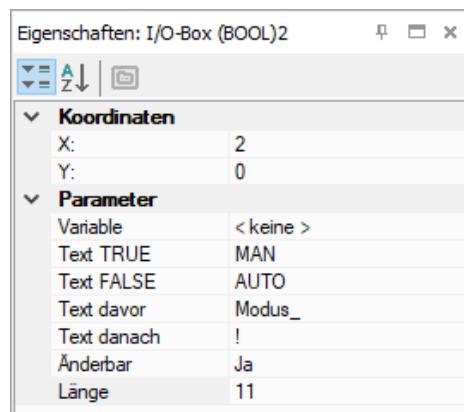 Eigenschaften: I/O-Box (BOOL)2
Koordinaten
X: 2
Y: 0
Parameter
Variable < keine >
Text TRUE MAN
Text FALSE AUTO
Text davor Modus_
Text danach !
Änderbar Ja
Länge 11